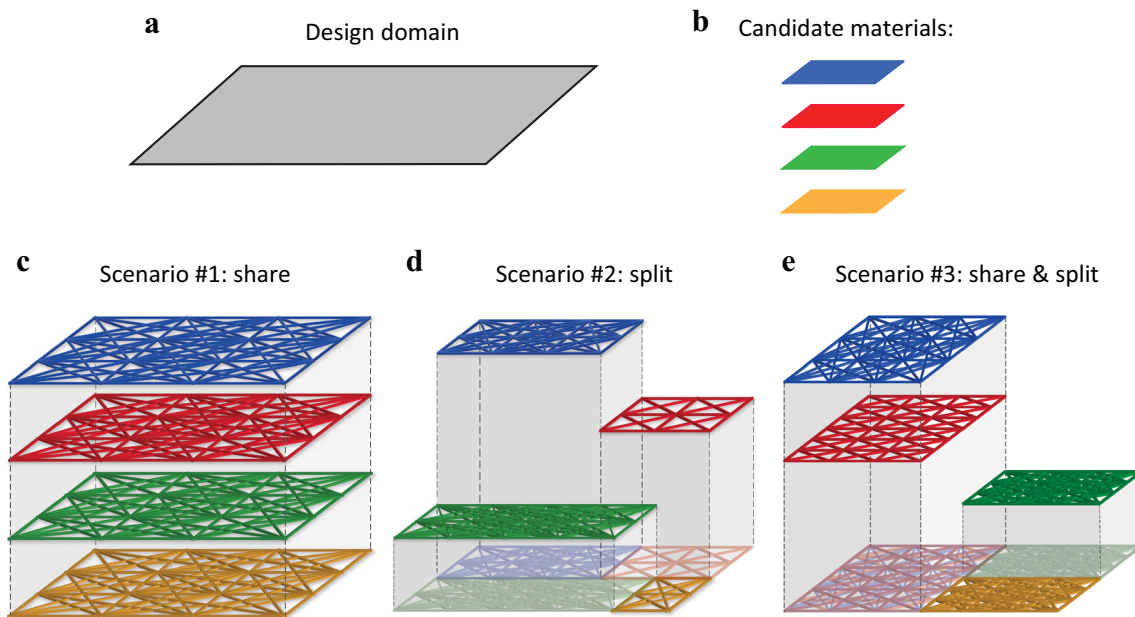 a
Design domain
b
Candidate materials:
c
Scenario #1: share
d
Scenario #2: split
e
Scenario #3: share & split